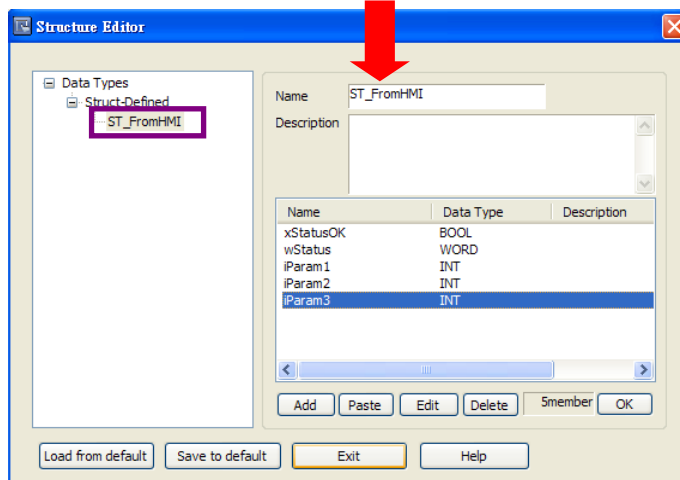 Structure Editor
Data Types
Struct-Defined
ST_FromHMI
Name ST_FromHMI
Description
Name Data Type Description
xStatusOK BOOL
wStatus WORD
iParam1 INT
iParam2 INT
iParam3 INT
Add Paste Edit Delete 5member OK
Load from default Save to default Exit Help